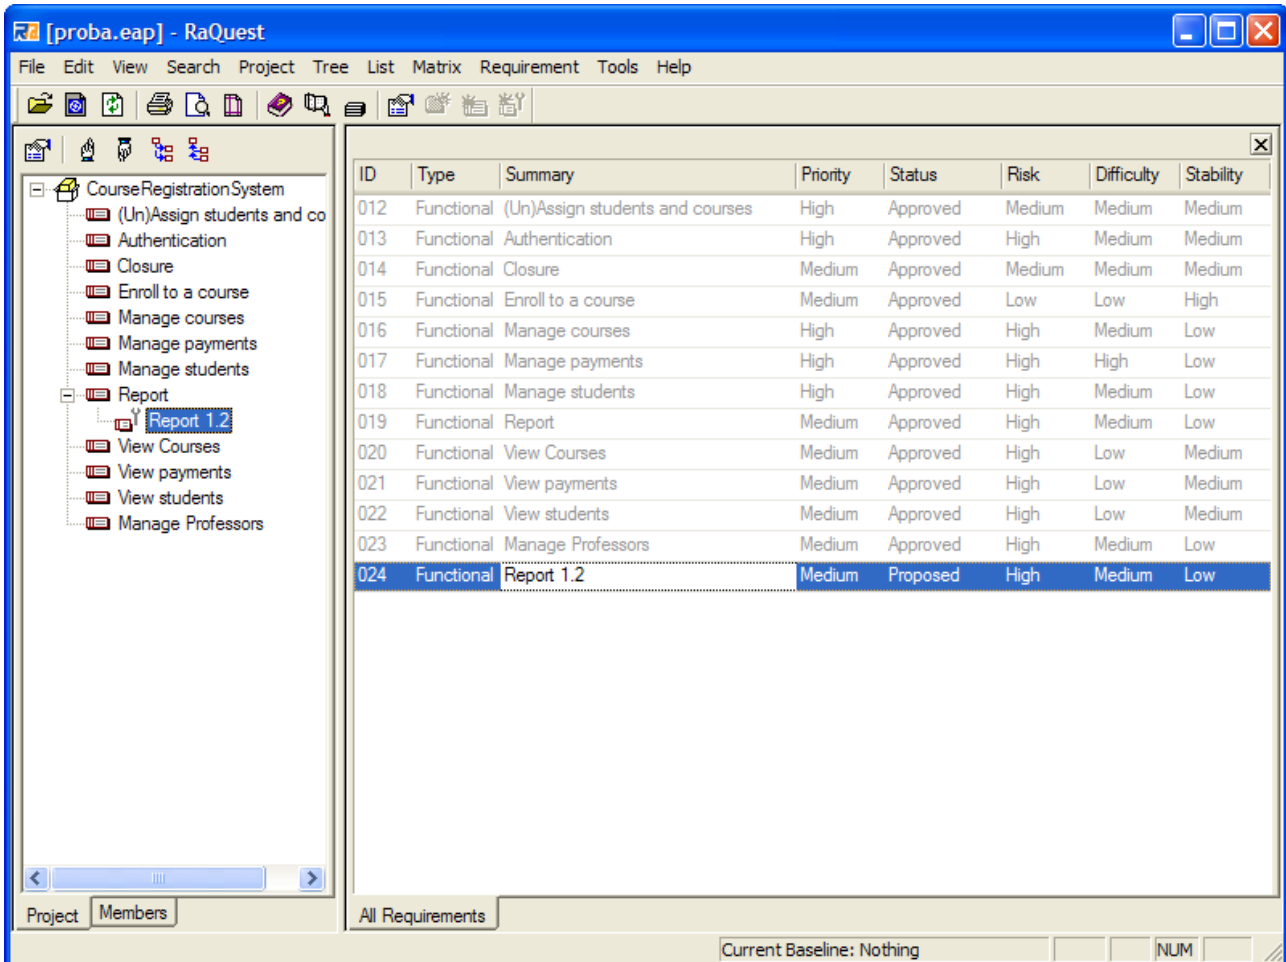 [proba.eap] - RaQuest
File Edit View Search Project Tree List Matrix Requirement Tools Help
CourseRegistrationSystem
(Un)Assign students and co
Authentication
Closure
Enroll to a course
Manage courses
Manage payments
Manage students
Report
Report 1.2
View Courses
View payments
View students
Manage Professors
Project Members
ID Type Summary Priority Status Risk Difficulty Stability
012 Functional (Un)Assign students and courses High Approved Medium Medium Medium
013 Functional Authentication High Approved High Medium Medium
014 Functional Closure Medium Approved Medium Medium Medium
015 Functional Enroll to a course Medium Approved Low Low High
016 Functional Manage courses High Approved High Medium Low
017 Functional Manage payments High Approved High High Low
018 Functional Manage students High Approved High Medium Low
019 Functional Report Medium Approved High Medium Low
020 Functional View Courses Medium Approved High Low Medium
021 Functional View payments Medium Approved High Low Medium
022 Functional View students Medium Approved High Low Medium
023 Functional Manage Professors Medium Approved High Medium Low
024 Functional Report 1.2 Medium Proposed High Medium Low
All Requirements
Current Baseline: Nothing NUM